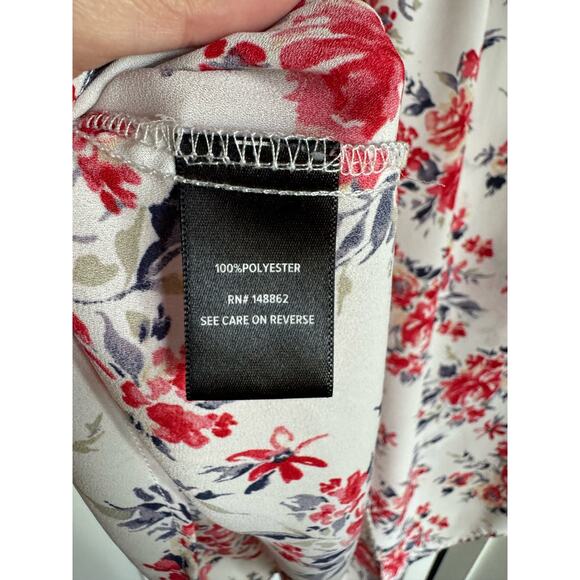 100%POLYESTER
RN# 148862
SEE CARE ON REVERSE